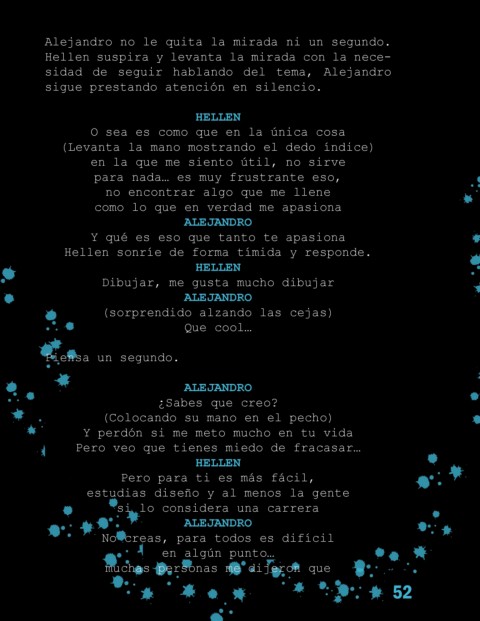 Alejandro no le quita la mirada ni un segundo.
Hellen suspira y levanta la mirada con la nece-
sidad de seguir hablando del tema, Alejandro
sigue prestando atención en silencio.
HELLEN
O sea es como que en la única cosa
(Levanta la mano mostrando el dedo índice)
en la que me siento útil, no sirve
para nada… es muy frustrante eso,
no encontrar algo que me llene
como lo que en verdad me apasiona
ALEJANDRO
Y qué es eso que tanto te apasiona
Hellen sonríe de forma tímida y responde.
HELLEN
Dibujar, me gusta mucho dibujar
ALEJANDRO
(sorprendido alzando las cejas)
Que cool…
Piensa un segundo.
ALEJANDRO
¿Sabes que creo?
(Colocando su mano en el pecho)
Y perdón si me meto mucho en tu vida
Pero veo que tienes miedo de fracasar…
HELLEN
Pero para ti es más fácil,
estudias diseño y al menos la gente
si lo considera una carrera
ALEJANDRO
No creas, para todos es difícil
en algún punto…
muchas personas me dijeron que
52